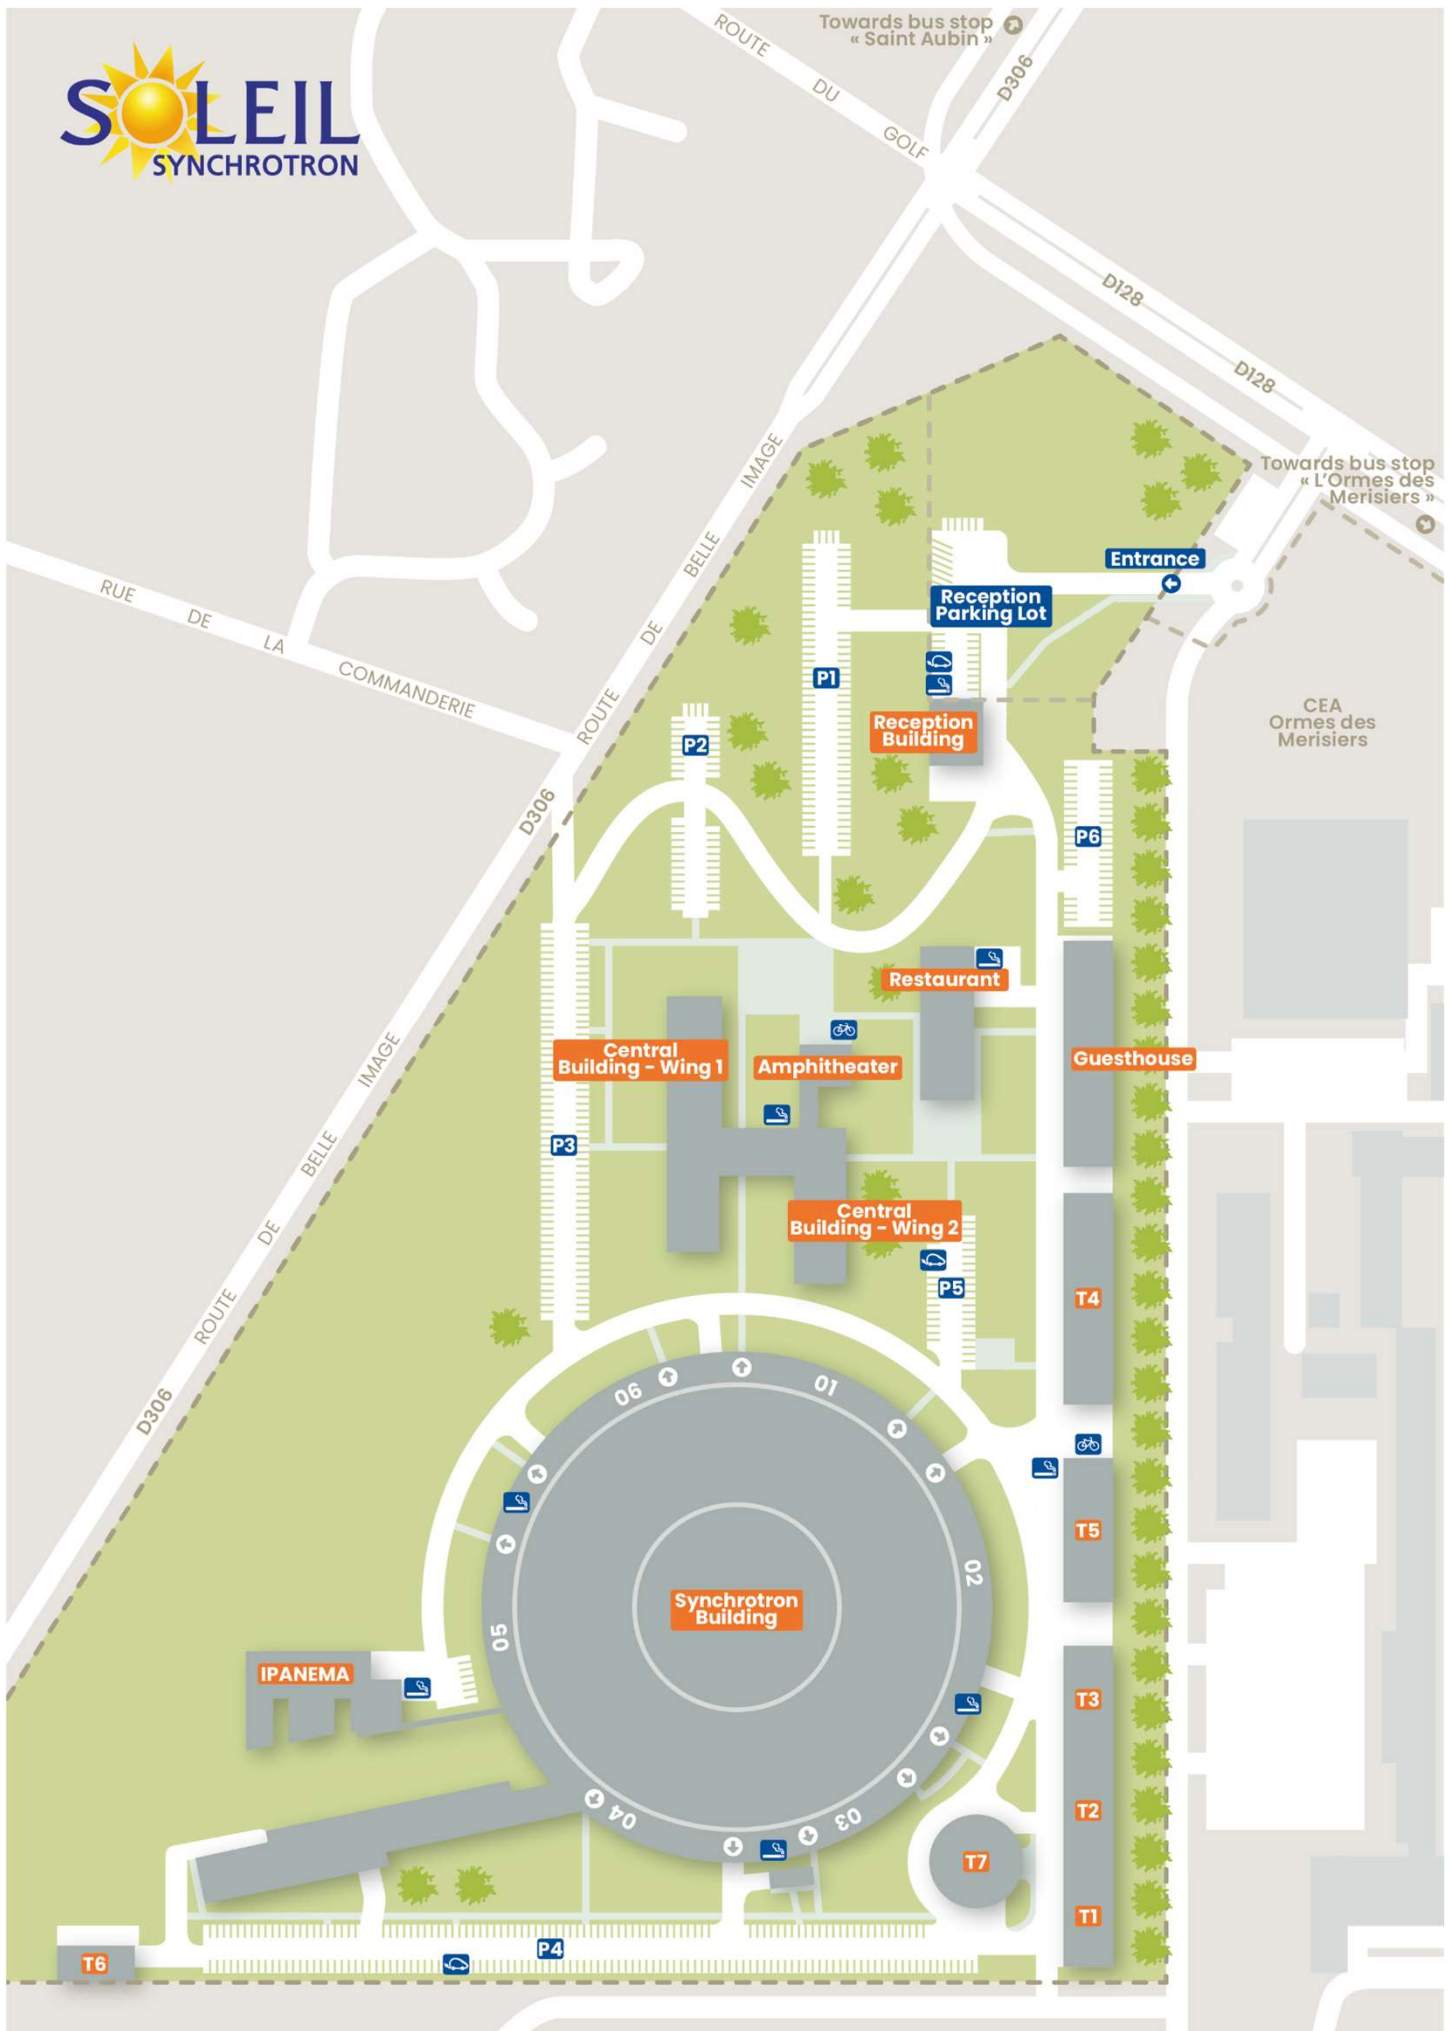 SOLEIL
SYNCHROTRON
Towards bus stop
« Saint Aubin »
ROUTE DU GOLF
D306
D128
D128
Towards bus stop
« L'Ormes des
Merisiers »
ROUTE DE BELLE IMAGE
Entrance
Reception
Parking Lot
RUE DE LA COMMANDERIE
P1
CEA
Ormes des
Merisiers
P2
Reception
Building
D306
P6
Restaurant
Central
Building - Wing 1
Amphitheater
Guesthouse
P3
ROUTE DE BELLE IMAGE
Central
Building - Wing 2
P5
T4
D306
06
01
T5
02
Synchrotron
Building
05
IPANEMA
T3
04
03
T2
T7
T1
P4
T6